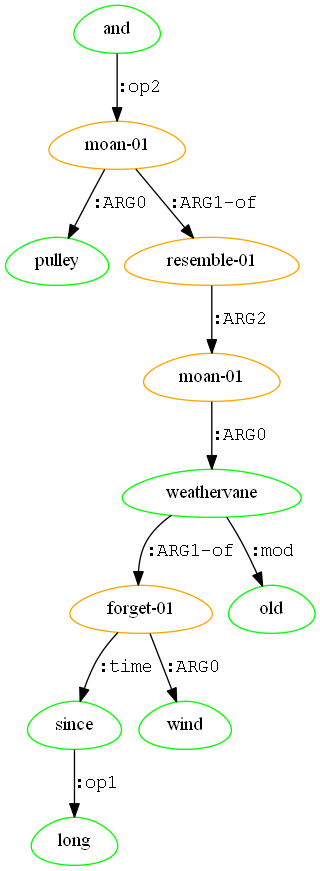 and
:op2
moan-01
:ARG0 :ARG1-of
pulley resemble-01
:ARG2
moan-01
:ARG0
weathervane
:ARG1-of :mod
forget-01 old
:time :ARG0
since wind
:op1
long